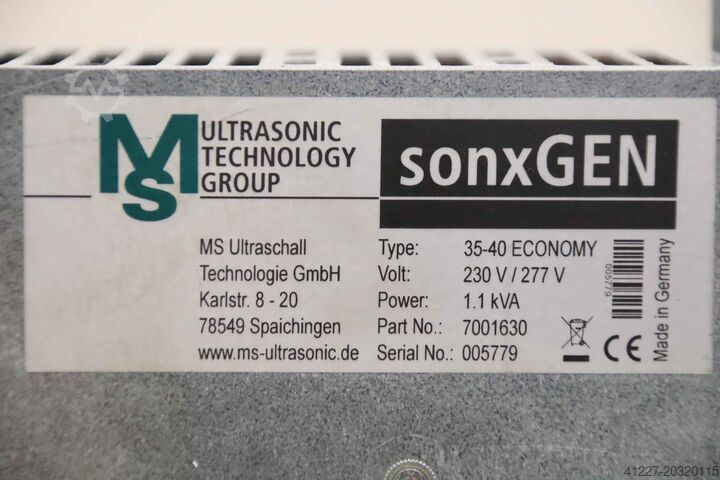 MS ULTRASONIC
TECHNOLOGY
GROUP
sonxGEN
MS Ultraschall
Technologie GmbH
Karlstr. 8 - 20
78549 Spaichingen
www.ms-ultrasonic.de
Type: 35-40 ECONOMY
Volt: 230 V / 277 V
Power: 1.1 kVA
Part No.: 7001630
Serial No.: 005779
005779
CE
Made in Germany
41227-20320115